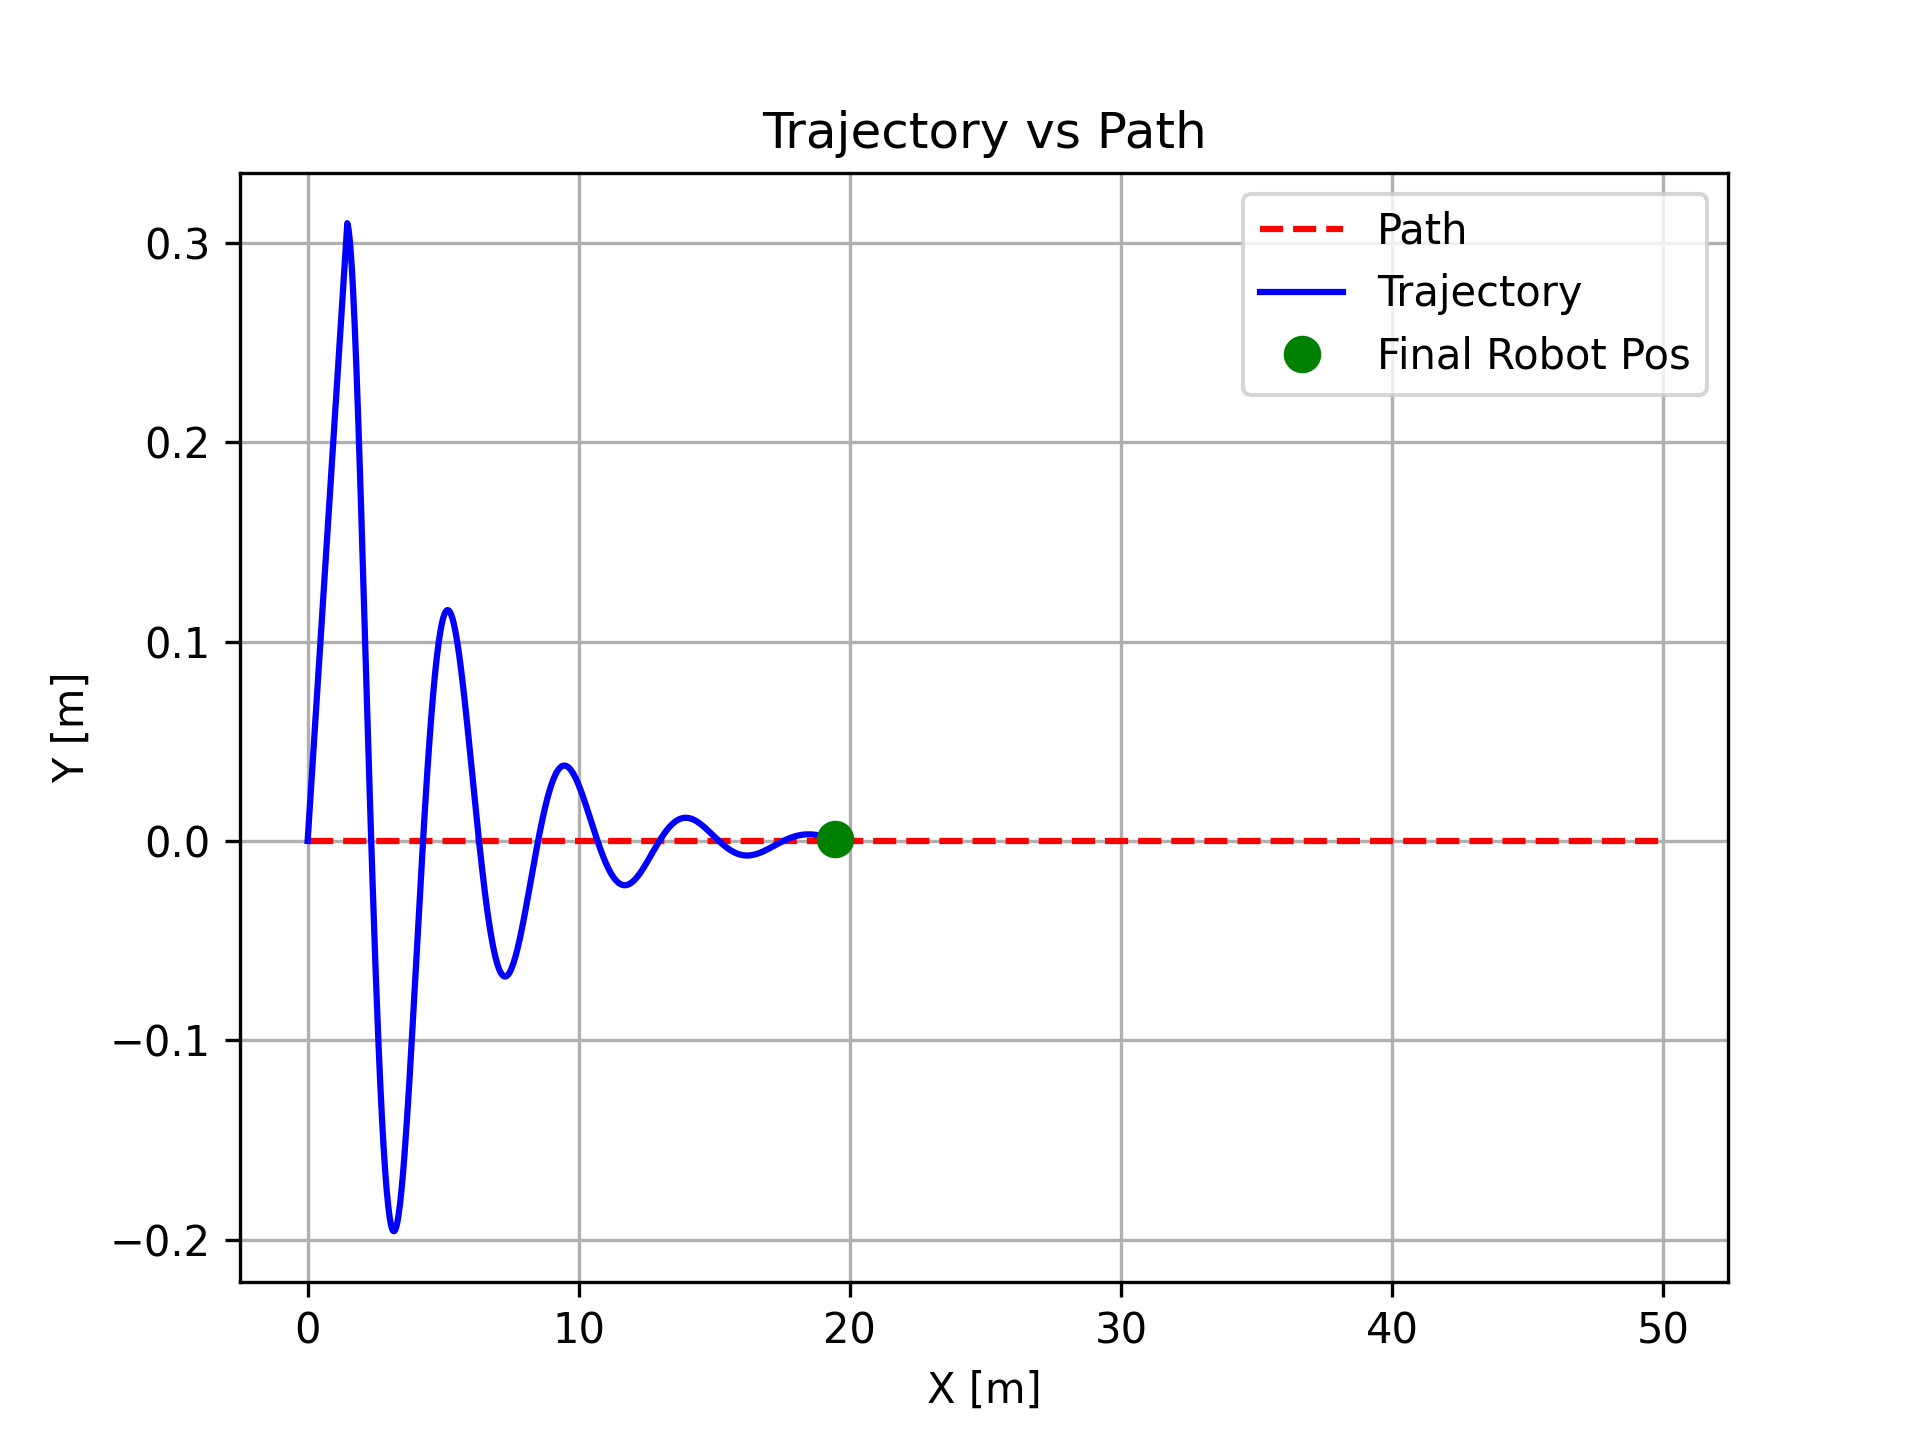 Trajectory vs Path
Path
Trajectory
Final Robot Pos
0.3
0.2
0.1
0.0
−0.1
−0.2
Y [m]
0 10 20 30 40 50
X [m]